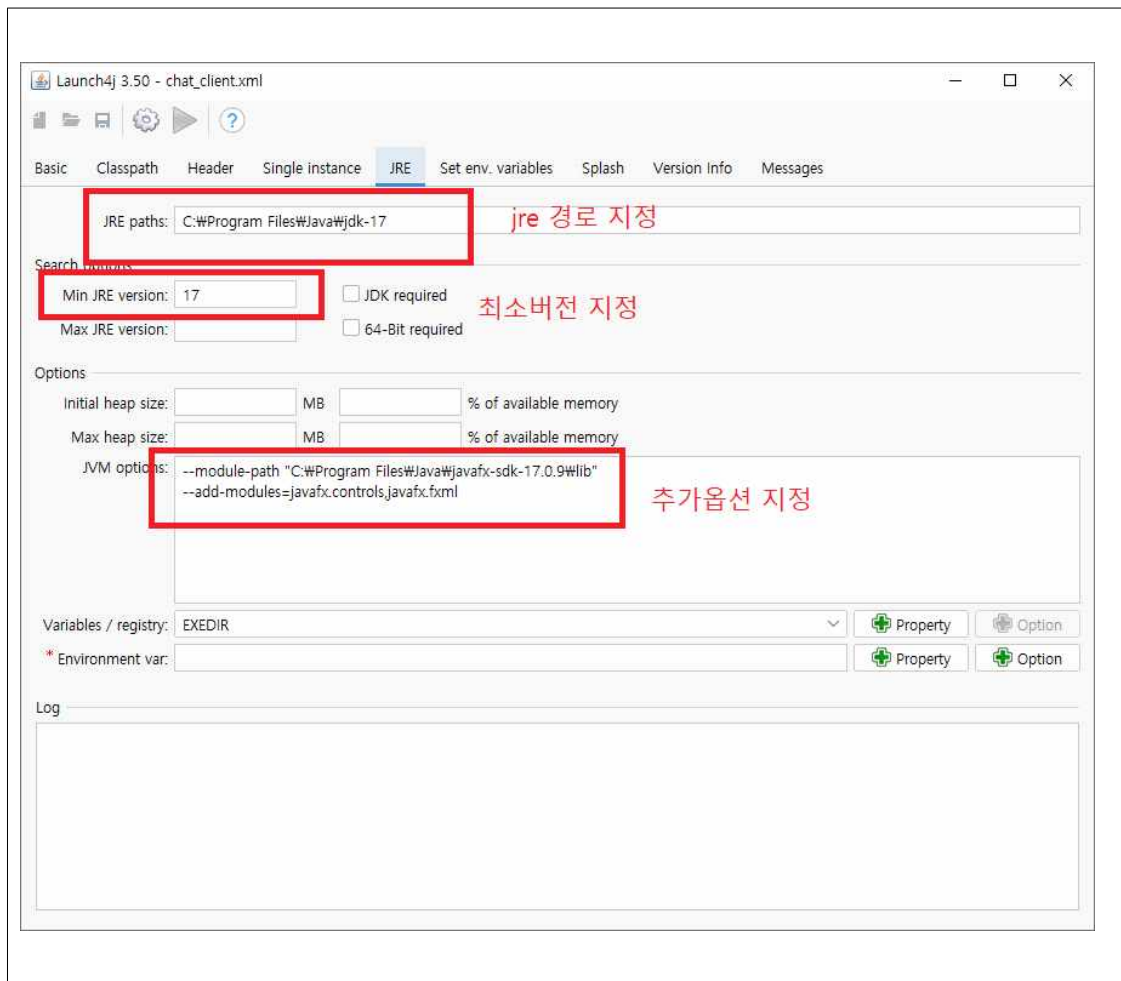 Launch4j 3.50 - chat_client.xml
Basic Classpath Header Single instance JRE Set env. variables Splash Version Info Messages
JRE paths: C:₩Program Files₩Java₩jdk-17 jre 경로 지정
Search options
Min JRE version: 17 JDK required 최소버전 지정
Max JRE version: 64-Bit required
Options
Initial heap size: MB % of available memory
Max heap size: MB % of available memory
JVM options: --module-path "C:₩Program Files₩Java₩javafx-sdk-17.0.9₩lib"
--add-modules=javafx.controls,javafx.fxml 추가옵션 지정
Variables / registry: EXEDIR Property Option
* Environment var: Property Option
Log